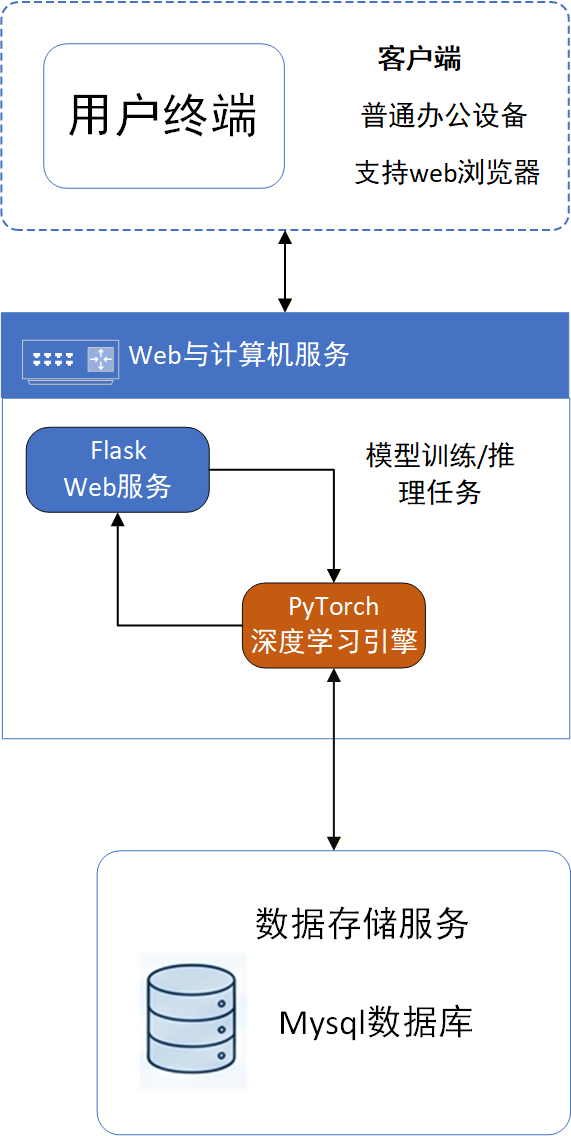 用户终端
客户端
普通办公设备
支持web浏览器
Web与计算机服务
Flask
Web服务
模型训练/推
理任务
PyTorch
深度学习引擎
数据存储服务
Mysql数据库